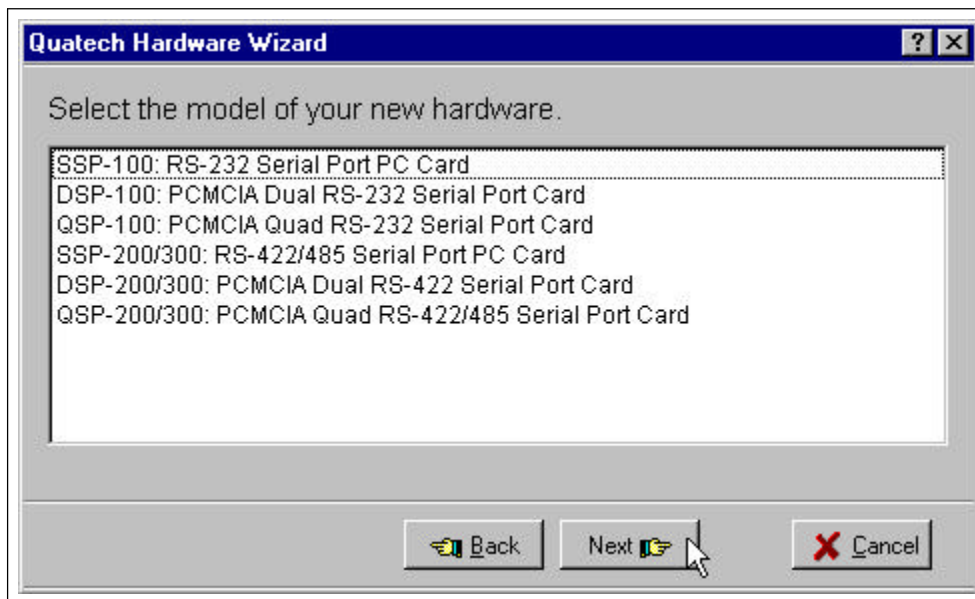 Quatech Hardware Wizard
Select the model of your new hardware.
SSP-100: RS-232 Serial Port PC Card
DSP-100: PCMCIA Dual RS-232 Serial Port Card
QSP-100: PCMCIA Quad RS-232 Serial Port Card
SSP-200/300: RS-422/485 Serial Port PC Card
DSP-200/300: PCMCIA Dual RS-422 Serial Port Card
QSP-200/300: PCMCIA Quad RS-422/485 Serial Port Card
Back Next Cancel